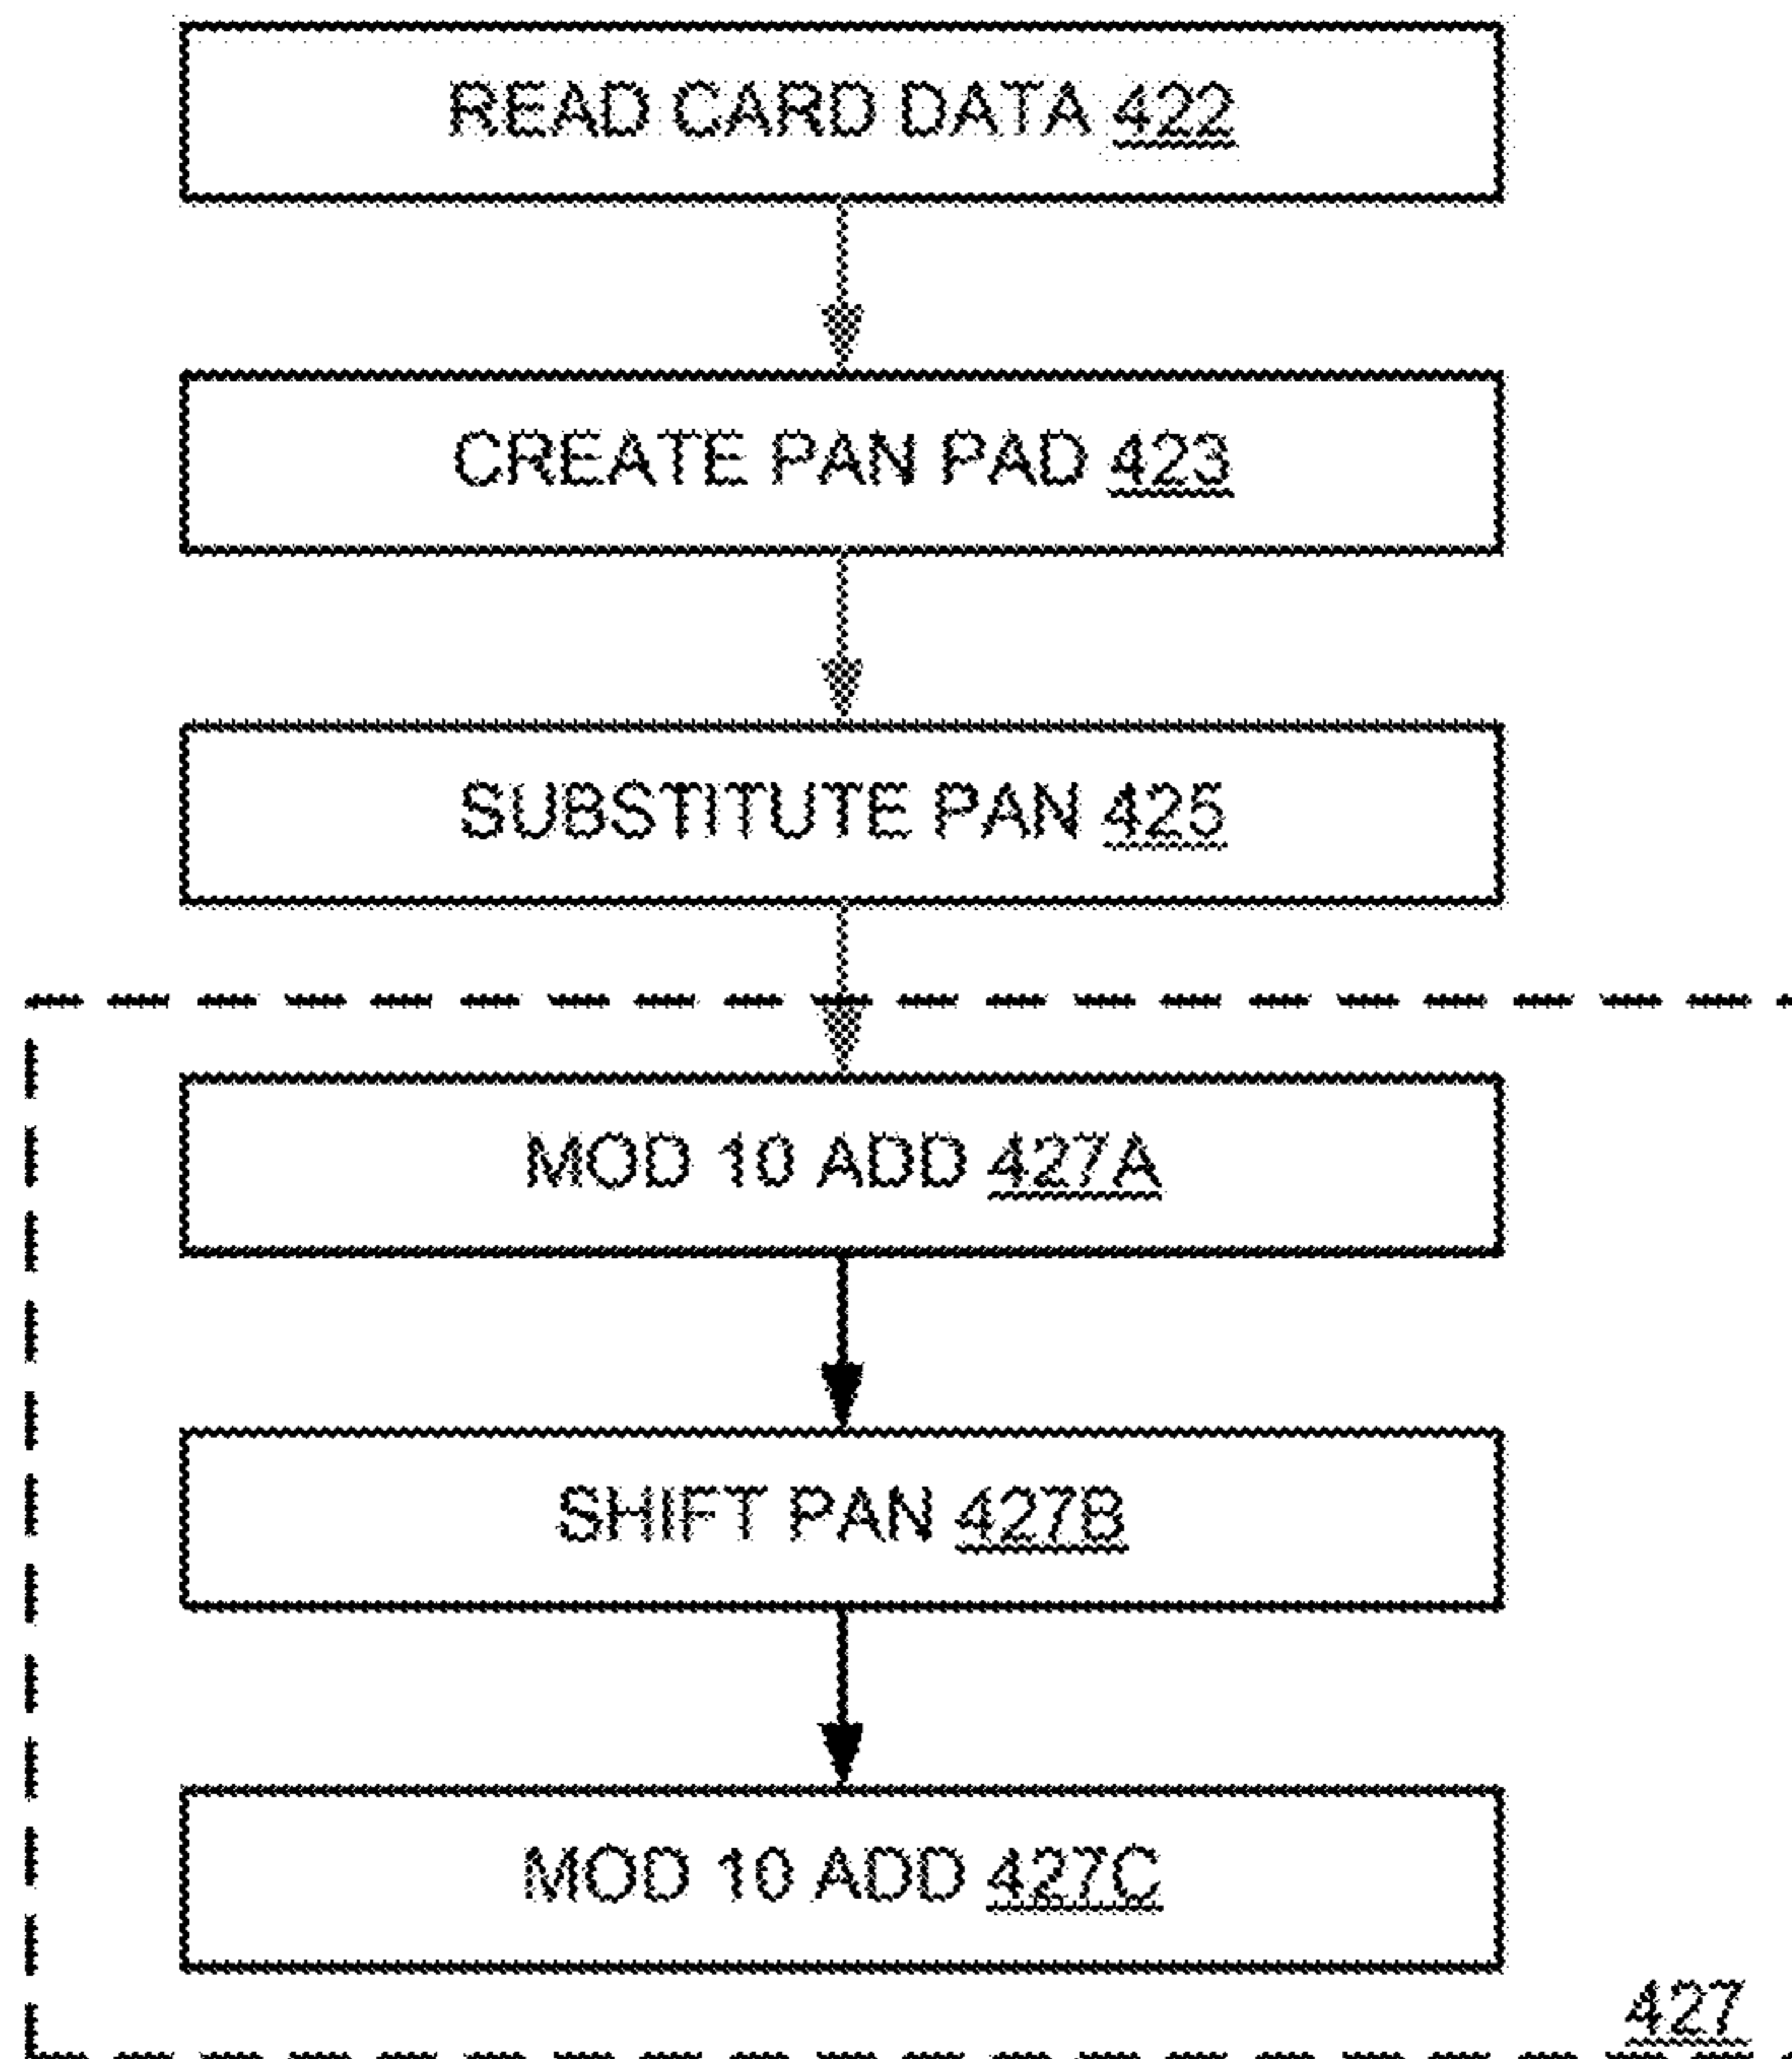 READ CARD DATA 422
CREATE PAN PAD 423
SUBSTITUTE PAN 425
MOD 10 ADD 427A
SHIFT PAN 427B
MOD 10 ADD 427C
427